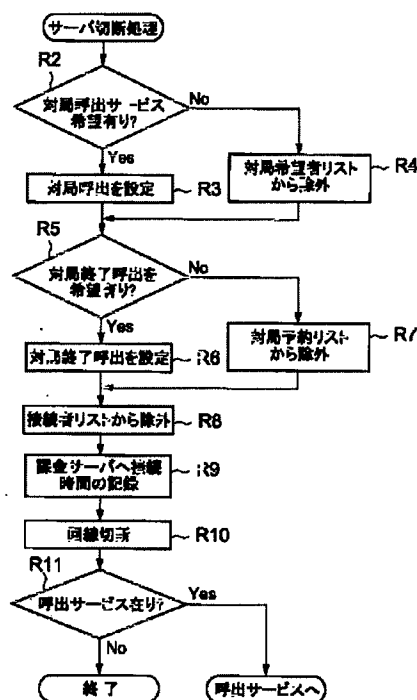 サーバ切断処理
R2
対局呼出サービス
希望有り?
No
Yes
対局呼出を設定
R3
対局希望者リスト
から除外
R4
R5
対局終了呼出を
希望有り?
No
Yes
対局終了呼出を設定
R6
対局予約リスト
から除外
R7
接続者リストから除外
R8
課金サーバへ接続
時間の記録
R9
回線切断
R10
R11
呼出サービス在り?
Yes
No
終了
呼出サービスへ